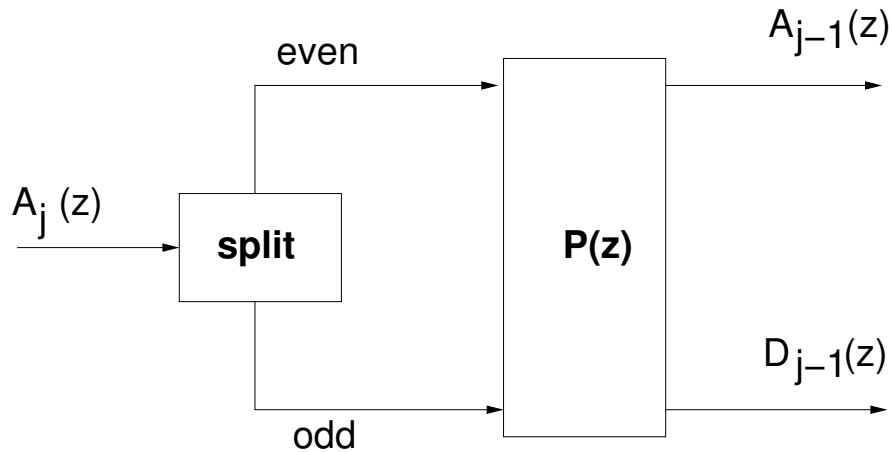 A_{j−1}(z)
even
A_j (z)
split
P(z)
D_{j−1}(z)
odd